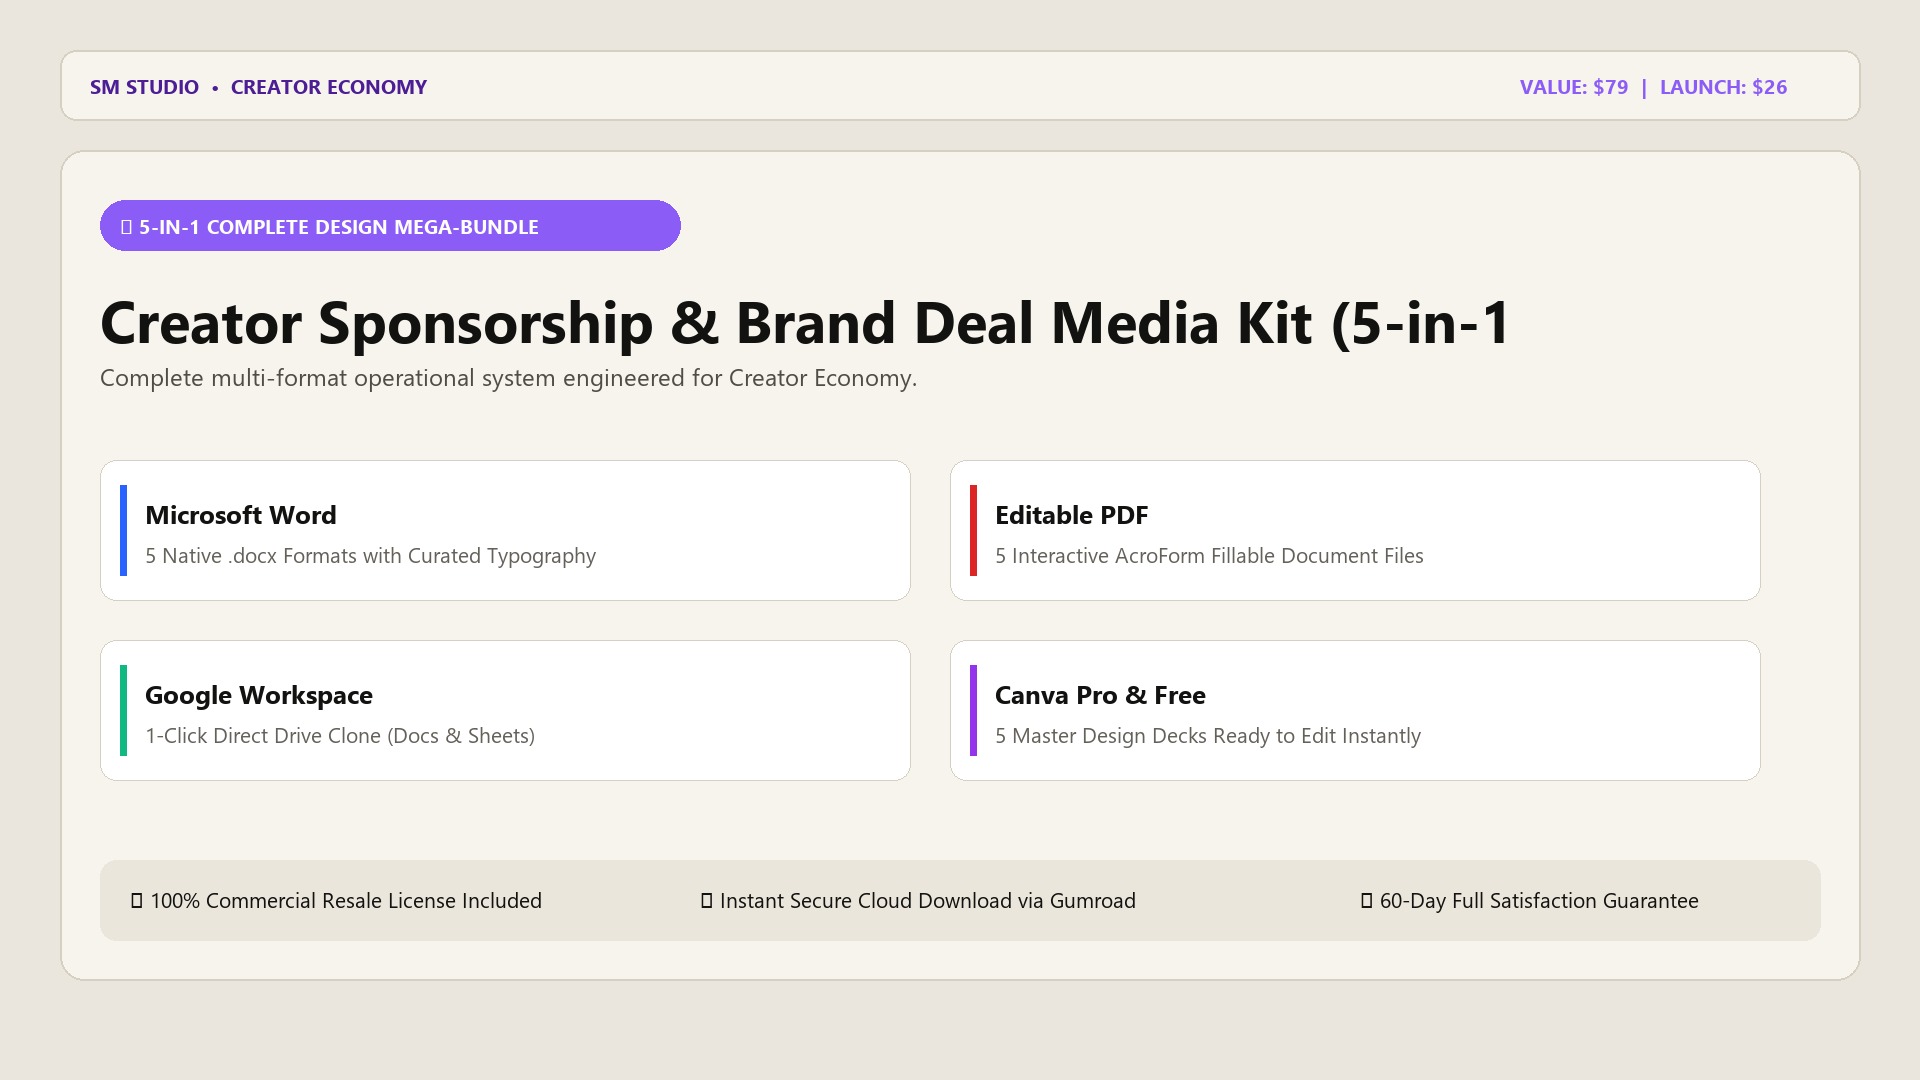 SM STUDIO • CREATOR ECONOMY
VALUE: $79 | LAUNCH: $26
5-IN-1 COMPLETE DESIGN MEGA-BUNDLE
Creator Sponsorship & Brand Deal Media Kit (5-in-1
Complete multi-format operational system engineered for Creator Economy.
Microsoft Word
5 Native .docx Formats with Curated Typography
Editable PDF
5 Interactive AcroForm Fillable Document Files
Google Workspace
1-Click Direct Drive Clone (Docs & Sheets)
Canva Pro & Free
5 Master Design Decks Ready to Edit Instantly
100% Commercial Resale License Included
Instant Secure Cloud Download via Gumroad
60-Day Full Satisfaction Guarantee